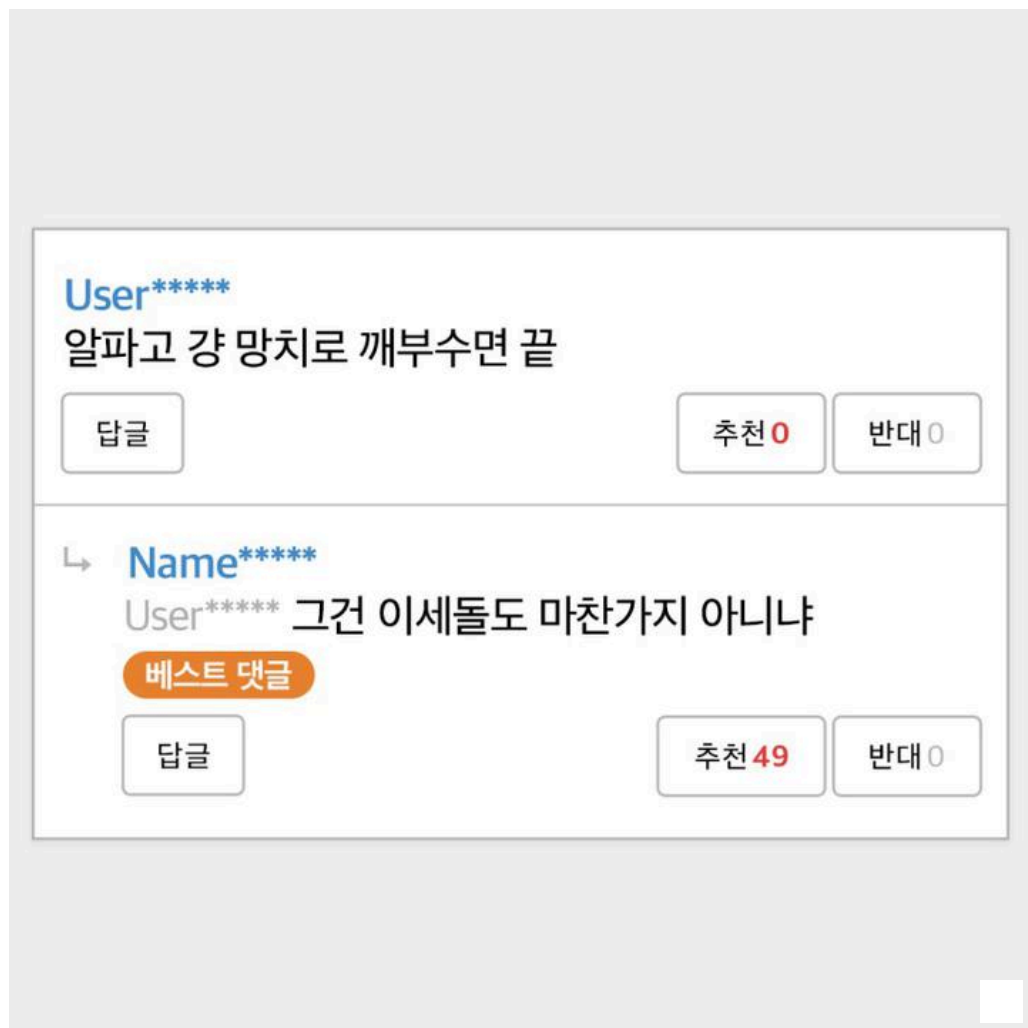 User*****
알파고 걍 망치로 깨부수면 끝
답글 추천 0 반대 0
Name*****
User***** 그건 이세돌도 마찬가지 아니냐
베스트 댓글
답글 추천 49 반대 0